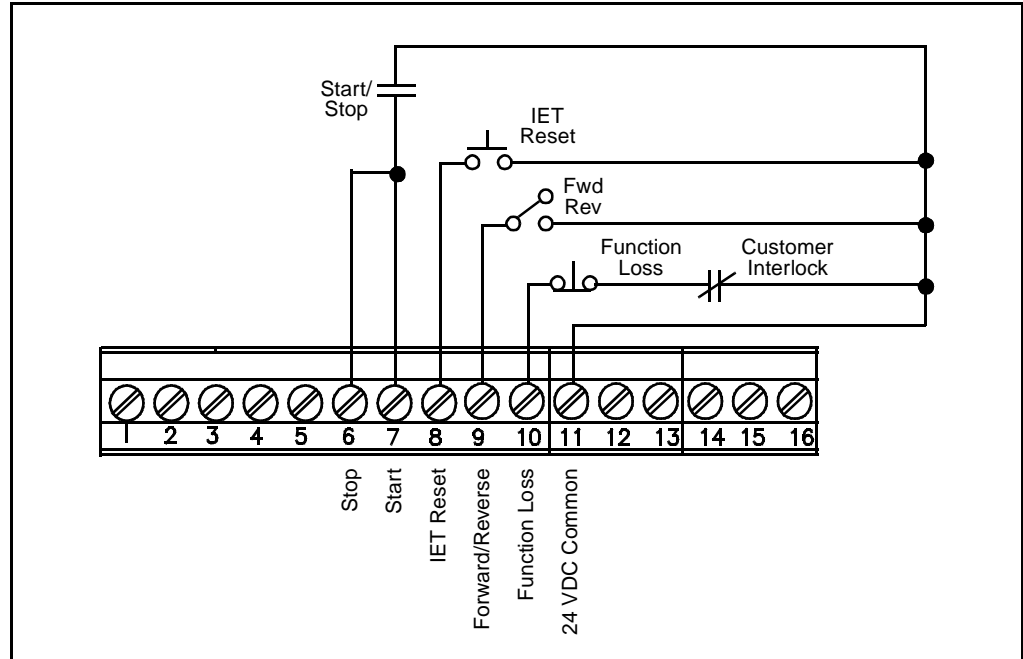 Start/
Stop
IET
Reset
Fwd
Rev
Function
Loss
Customer
Interlock
1 2 3 4 5 6 7 8 9 10 11 12 13 14 15 16
Stop
Start
IET Reset
Forward/Reverse
Function Loss
24 VDC Common